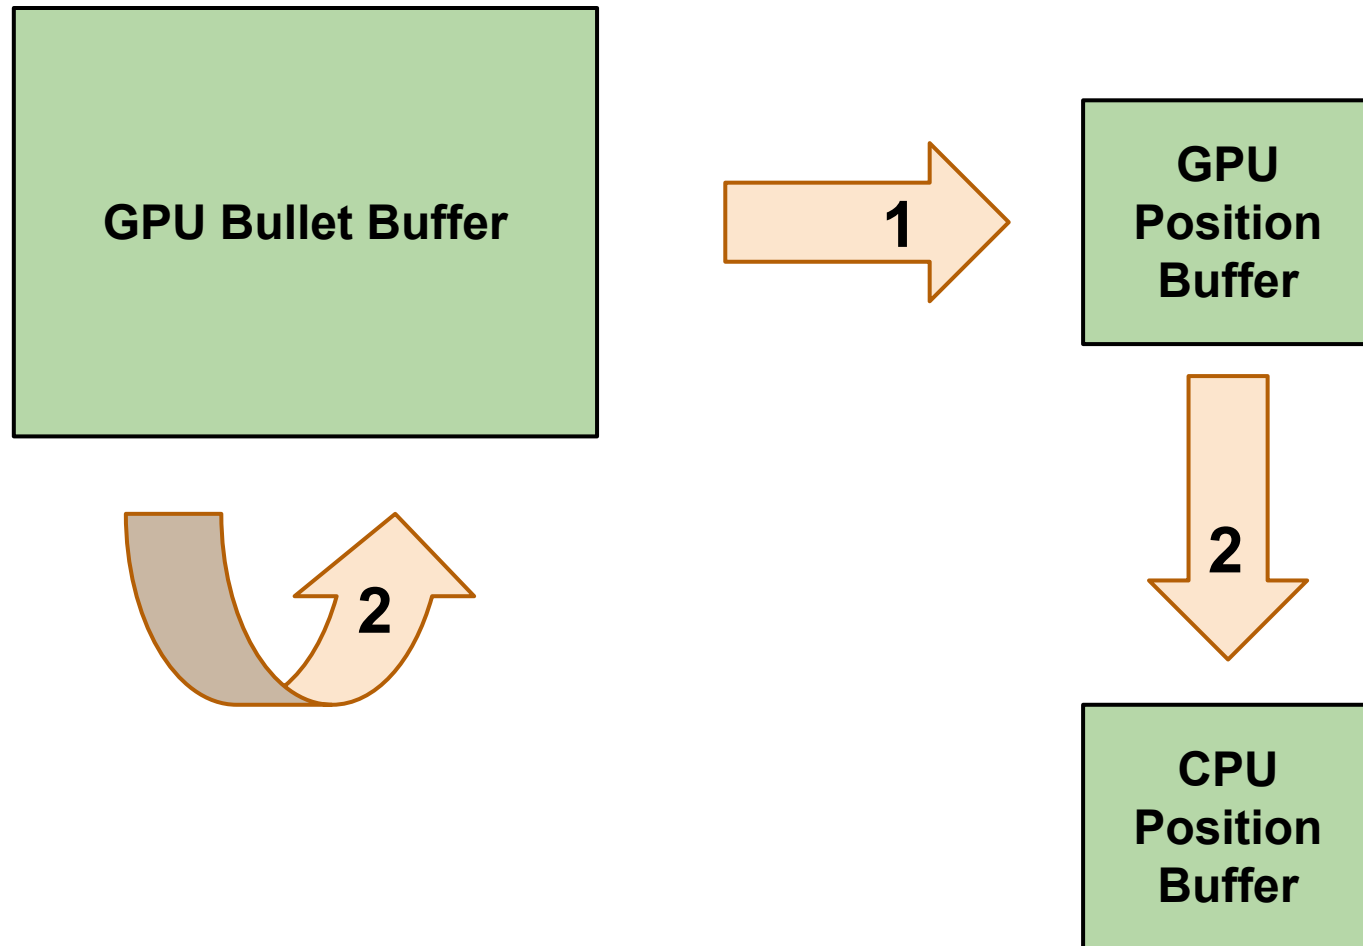 GPU Bullet Buffer
1
GPU
Position
Buffer
2
2
CPU
Position
Buffer